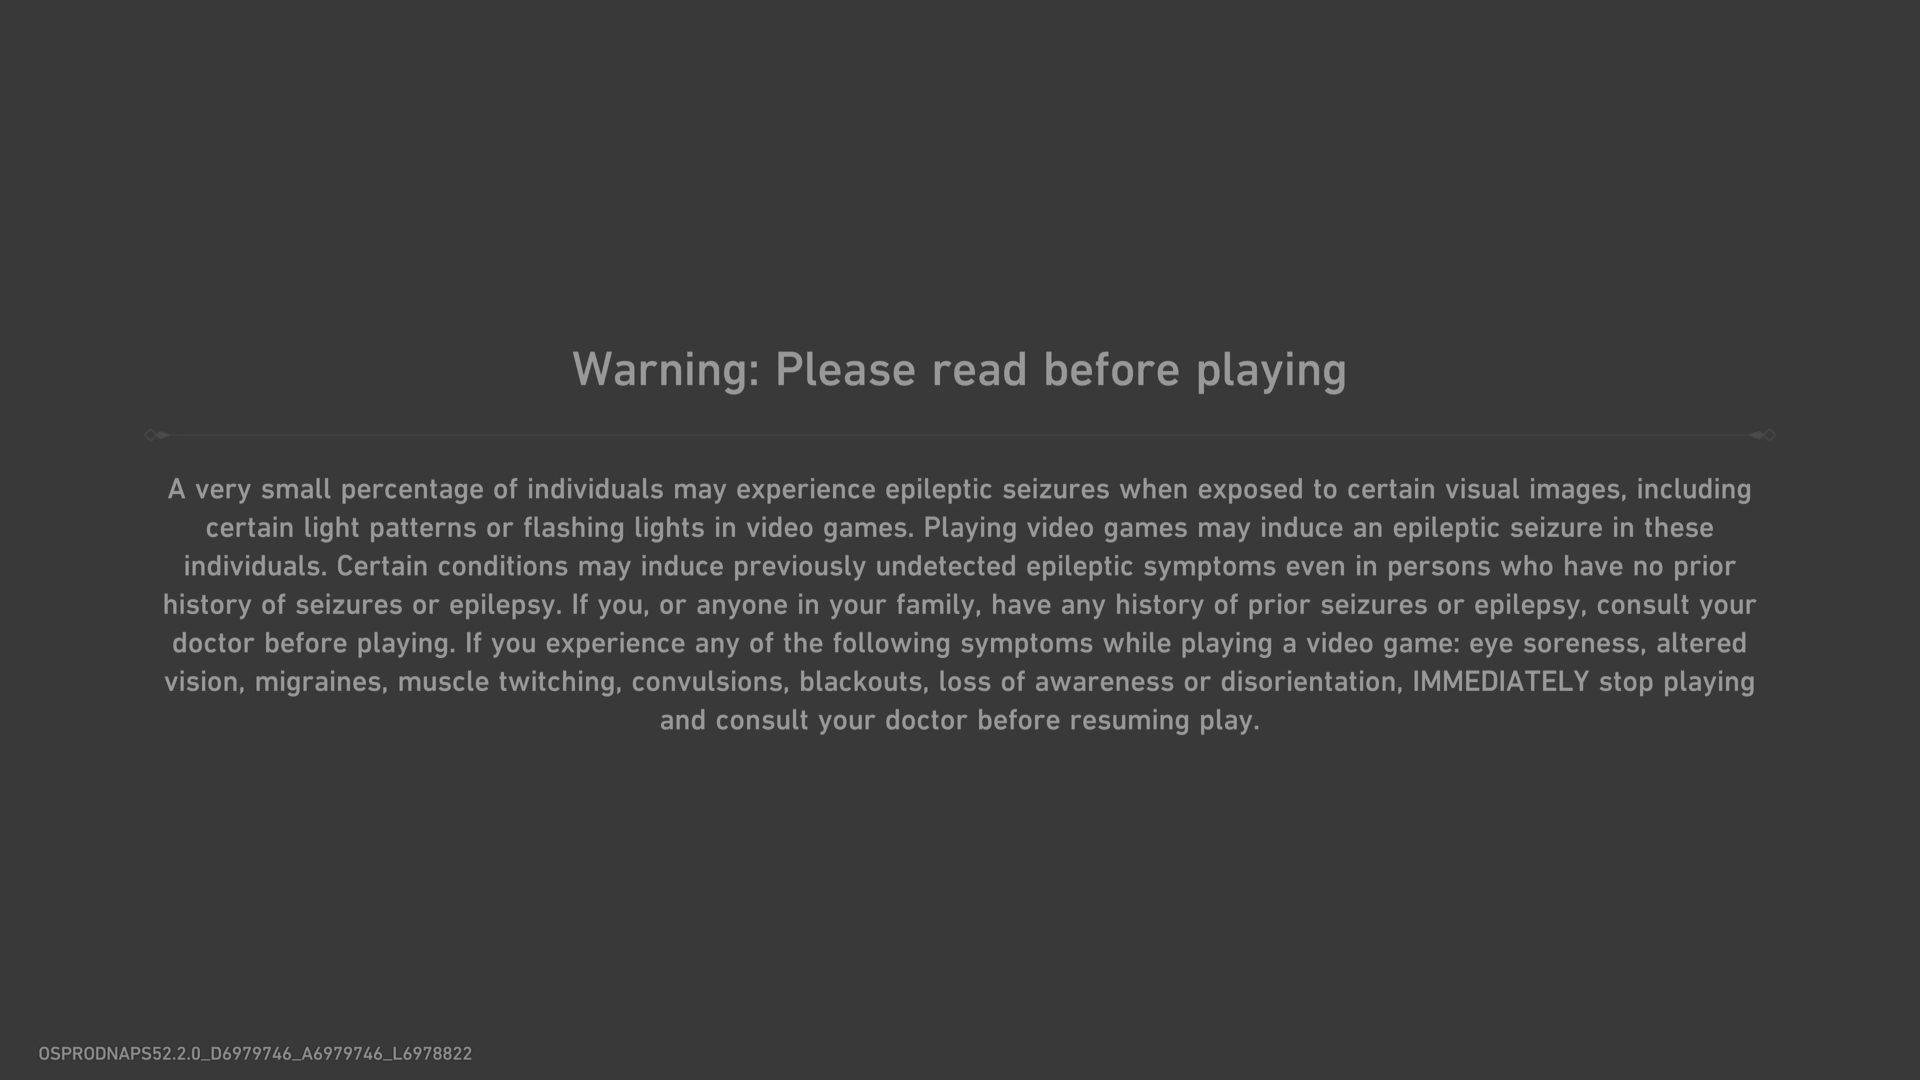 Warning: Please read before playing
A very small percentage of individuals may experience epileptic seizures when exposed to certain visual images, including
certain light patterns or flashing lights in video games. Playing video games may induce an epileptic seizure in these
individuals. Certain conditions may induce previously undetected epileptic symptoms even in persons who have no prior
history of seizures or epilepsy. If you, or anyone in your family, have any history of prior seizures or epilepsy, consult your
doctor before playing. If you experience any of the following symptoms while playing a video game: eye soreness, altered
vision, migraines, muscle twitching, convulsions, blackouts, loss of awareness or disorientation, IMMEDIATELY stop playing
and consult your doctor before resuming play.
OSPRODNAPS52.2.0_D6979746_A6979746_L6978822